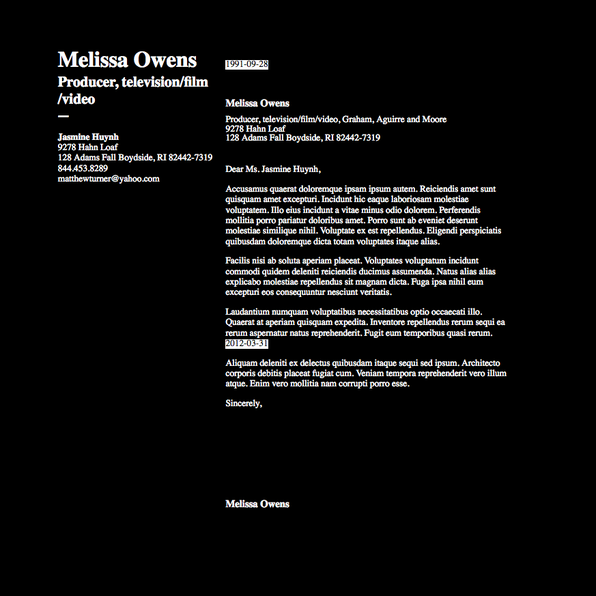 Melissa Owens
Producer, television/film
/video
Jasmine Huynh
9278 Hahn Loaf
128 Adams Fall Boydside, RI 82442-7319
844.453.8289
matthewturner@yahoo.com
1991-09-28
Melissa Owens
Producer, television/film/video, Graham, Aguirre and Moore
9278 Hahn Loaf
128 Adams Fall Boydside, RI 82442-7319
Dear Ms. Jasmine Huynh,
Accusamus quaerat doloremque ipsam ipsum autem. Reiciendis amet sunt
quisquam amet excepturi. Incidunt hic eaque laboriosam molestiae
voluptatem. Illo eius incidunt a vitae minus odio dolorem. Perferendis
mollitia porro pariatur doloribus amet. Porro sunt ab eveniet deserunt
molestiae similique nihil. Voluptate ex est repellendus. Eligendi perspiciatis
quibusdam doloremque dicta totam voluptates itaque alias.
Facilis nisi ab soluta aperiam placeat. Voluptates voluptatum incidunt
commodi quidem deleniti reiciendis ducimus assumenda. Natus alias alias
explicabo molestiae repellendus sit magnam dicta. Fuga ipsa nihil eum
excepturi eos consequuntur nesciunt veritatis.
Laudantium numquam voluptatibus necessitatibus optio occaecati illo.
Quaerat at aperiam quisquam expedita. Inventore repellendus rerum sequi ea
rerum aspernatur natus reprehenderit. Fugit eum temporibus quasi rerum.
2012-03-31
Aliquam deleniti ex delectus quibusdam itaque sequi sed ipsum. Architecto
corporis debitis placeat fugiat cum. Veniam tempora reprehenderit vero illum
atque. Enim vero mollitia nam corrupti porro esse.
Sincerely,
Melissa Owens